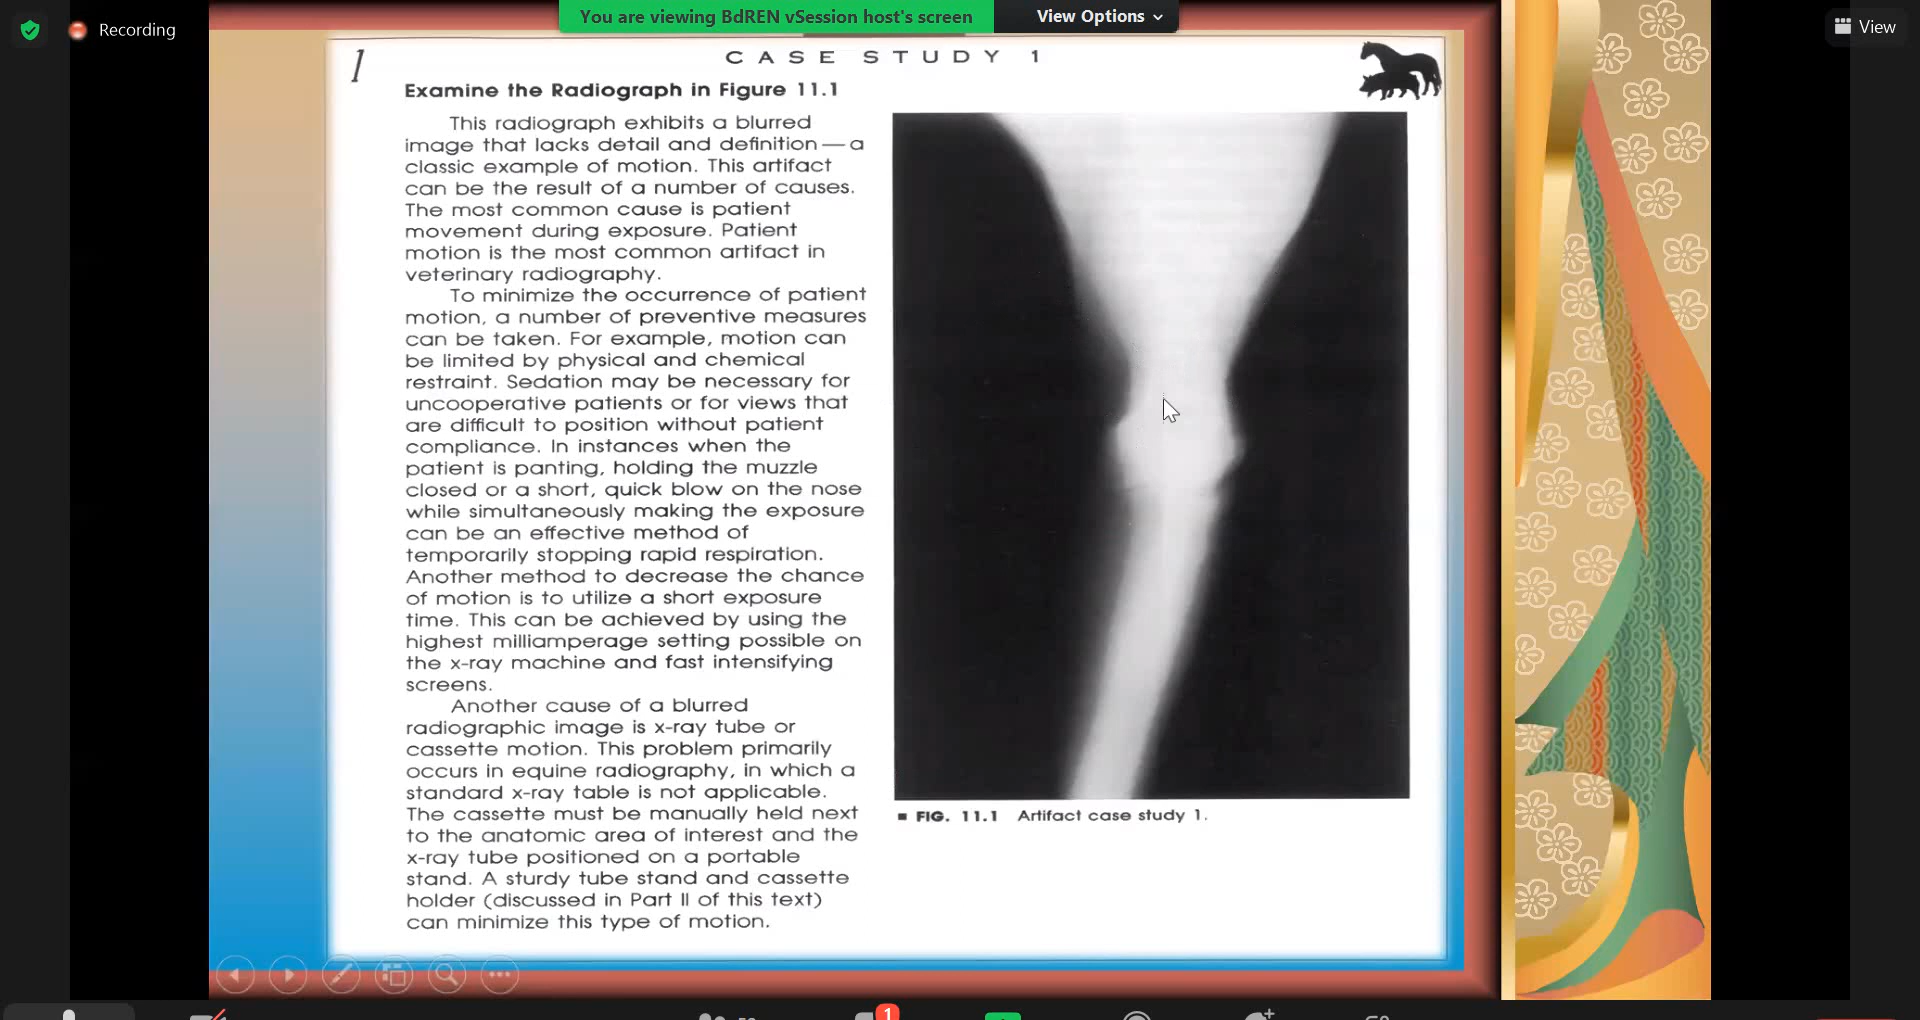 You are viewing BdREN vSession host's screen
View Options
Recording
View
1
CASE STUDY 1
Examine the Radiograph in Figure 11.1
This radiograph exhibits a blurred
image that lacks detail and definition — a
classic example of motion. This artifact
can be the result of a number of causes.
The most common cause is patient
movement during exposure. Patient
motion is the most common artifact in
veterinary radiography.
To minimize the occurrence of patient
motion, a number of preventive measures
can be taken. For example, motion can
be limited by physical and chemical
restraint. Sedation may be necessary for
uncooperative patients or for views that
are difficult to position without patient
compliance. In instances when the
patient is panting, holding the muzzle
closed or a short, quick blow on the nose
while simultaneously making the exposure
can be an effective method of
temporarily stopping rapid respiration.
Another method to decrease the chance
of motion is to utilize a short exposure
time. This can be achieved by using the
highest milliamperage setting possible on
the x-ray machine and fast intensifying
screens.
Another cause of a blurred
radiographic image is x-ray tube or
cassette motion. This problem primarily
occurs in equine radiography, in which a
standard x-ray table is not applicable.
The cassette must be manually held next
to the anatomic area of interest and the
x-ray tube positioned on a portable
stand. A sturdy tube stand and cassette
holder (discussed in Part II of this text)
can minimize this type of motion.
FIG. 11.1 Artifact case study 1.
1